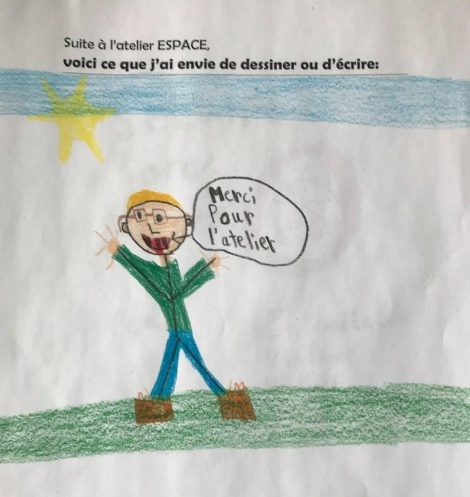 Suite à l'atelier ESPACE,
voici ce que j'ai envie de dessiner ou d'écrire:
Merci
Pour
l'atelier